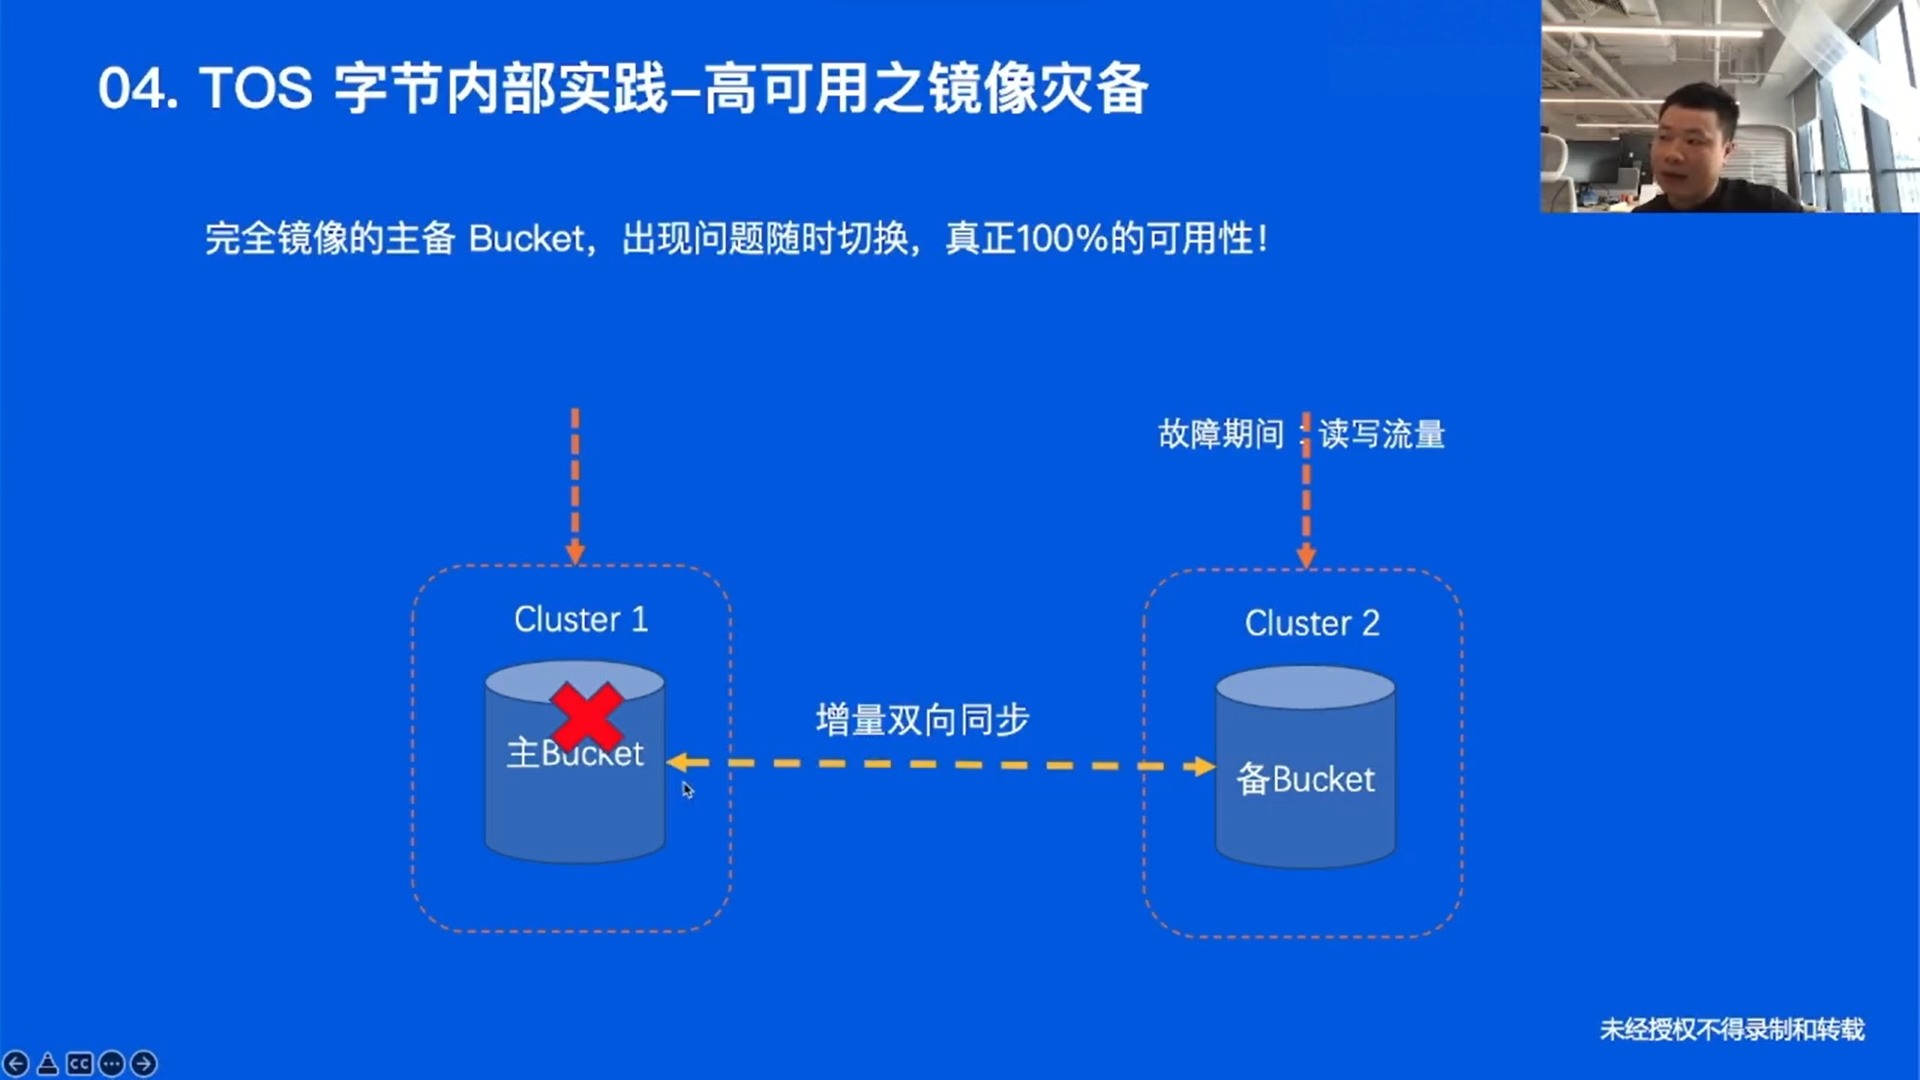 04. TOS 字节内部实践–高可用之镜像灾备
完全镜像的主备 Bucket，出现问题随时切换，真正100%的可用性！
故障期间：读写流量
Cluster 1
Cluster 2
增量双向同步
主Bucket
备Bucket
未经授权不得录制和转载
CC